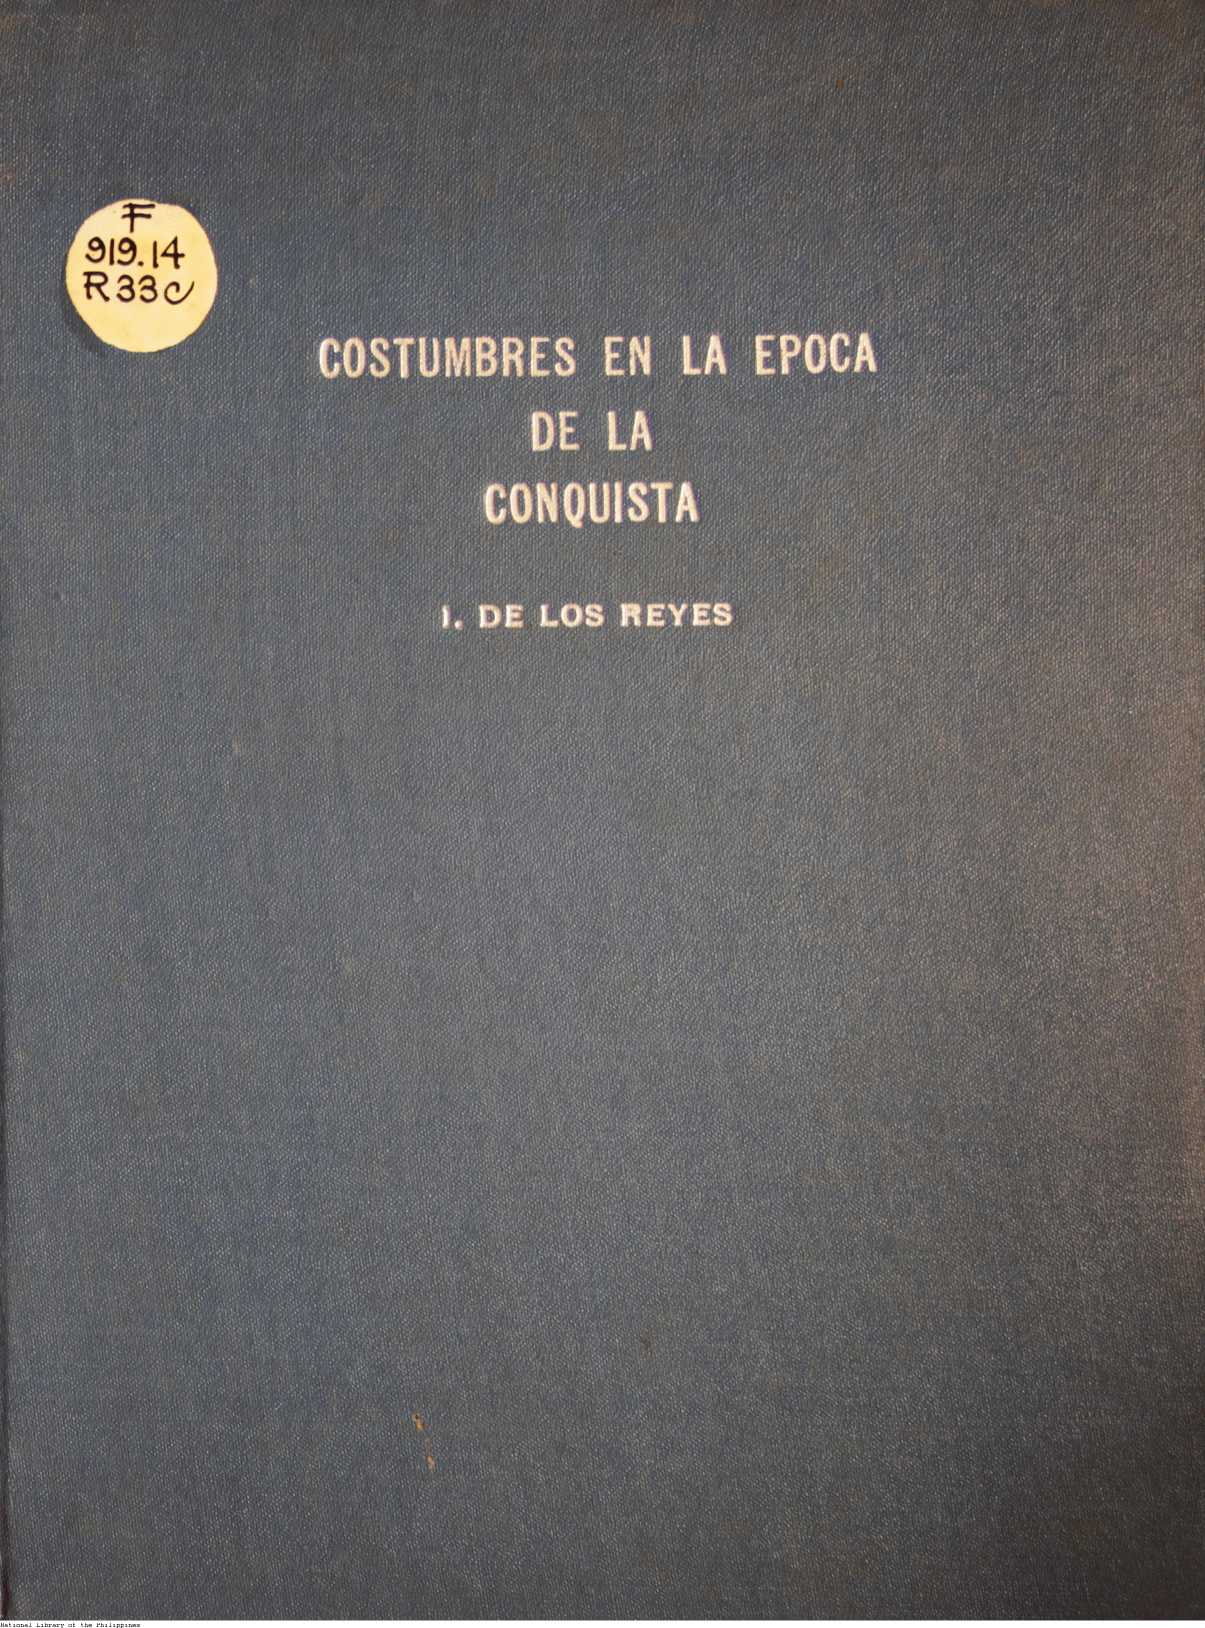 F
919.14
R33c
COSTUMBRES EN LA EPOCA
DE LA
CONQUISTA
I. DE LOS REYES
National Library of the Philippines